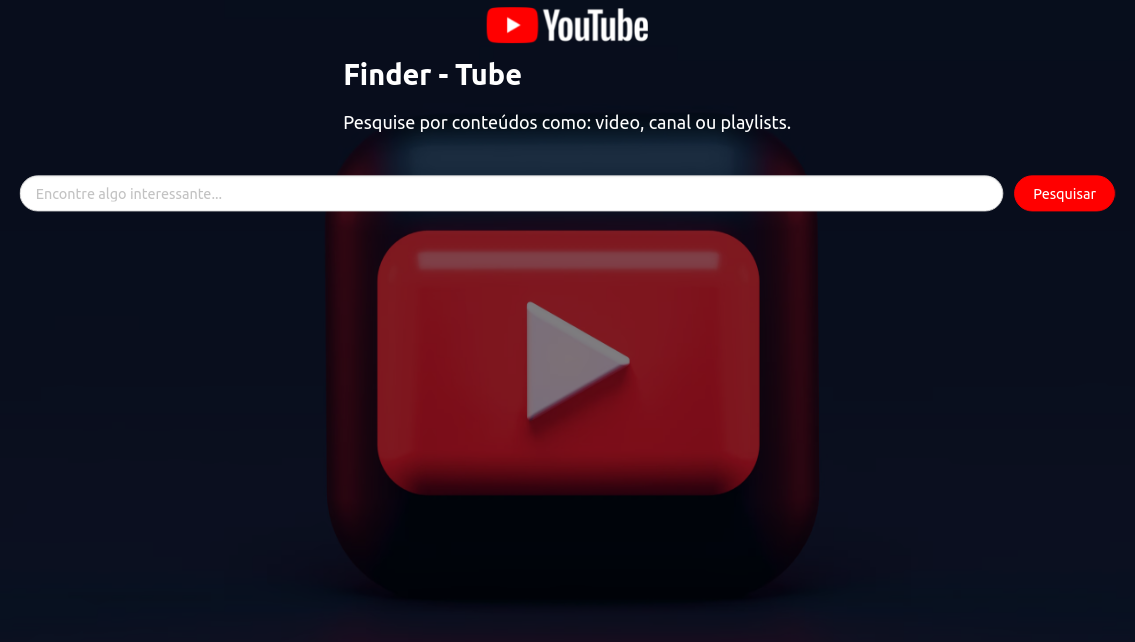 YouTube
Finder - Tube
Pesquise por conteúdos como: video, canal ou playlists.
Encontre algo interessante...
Pesquisar